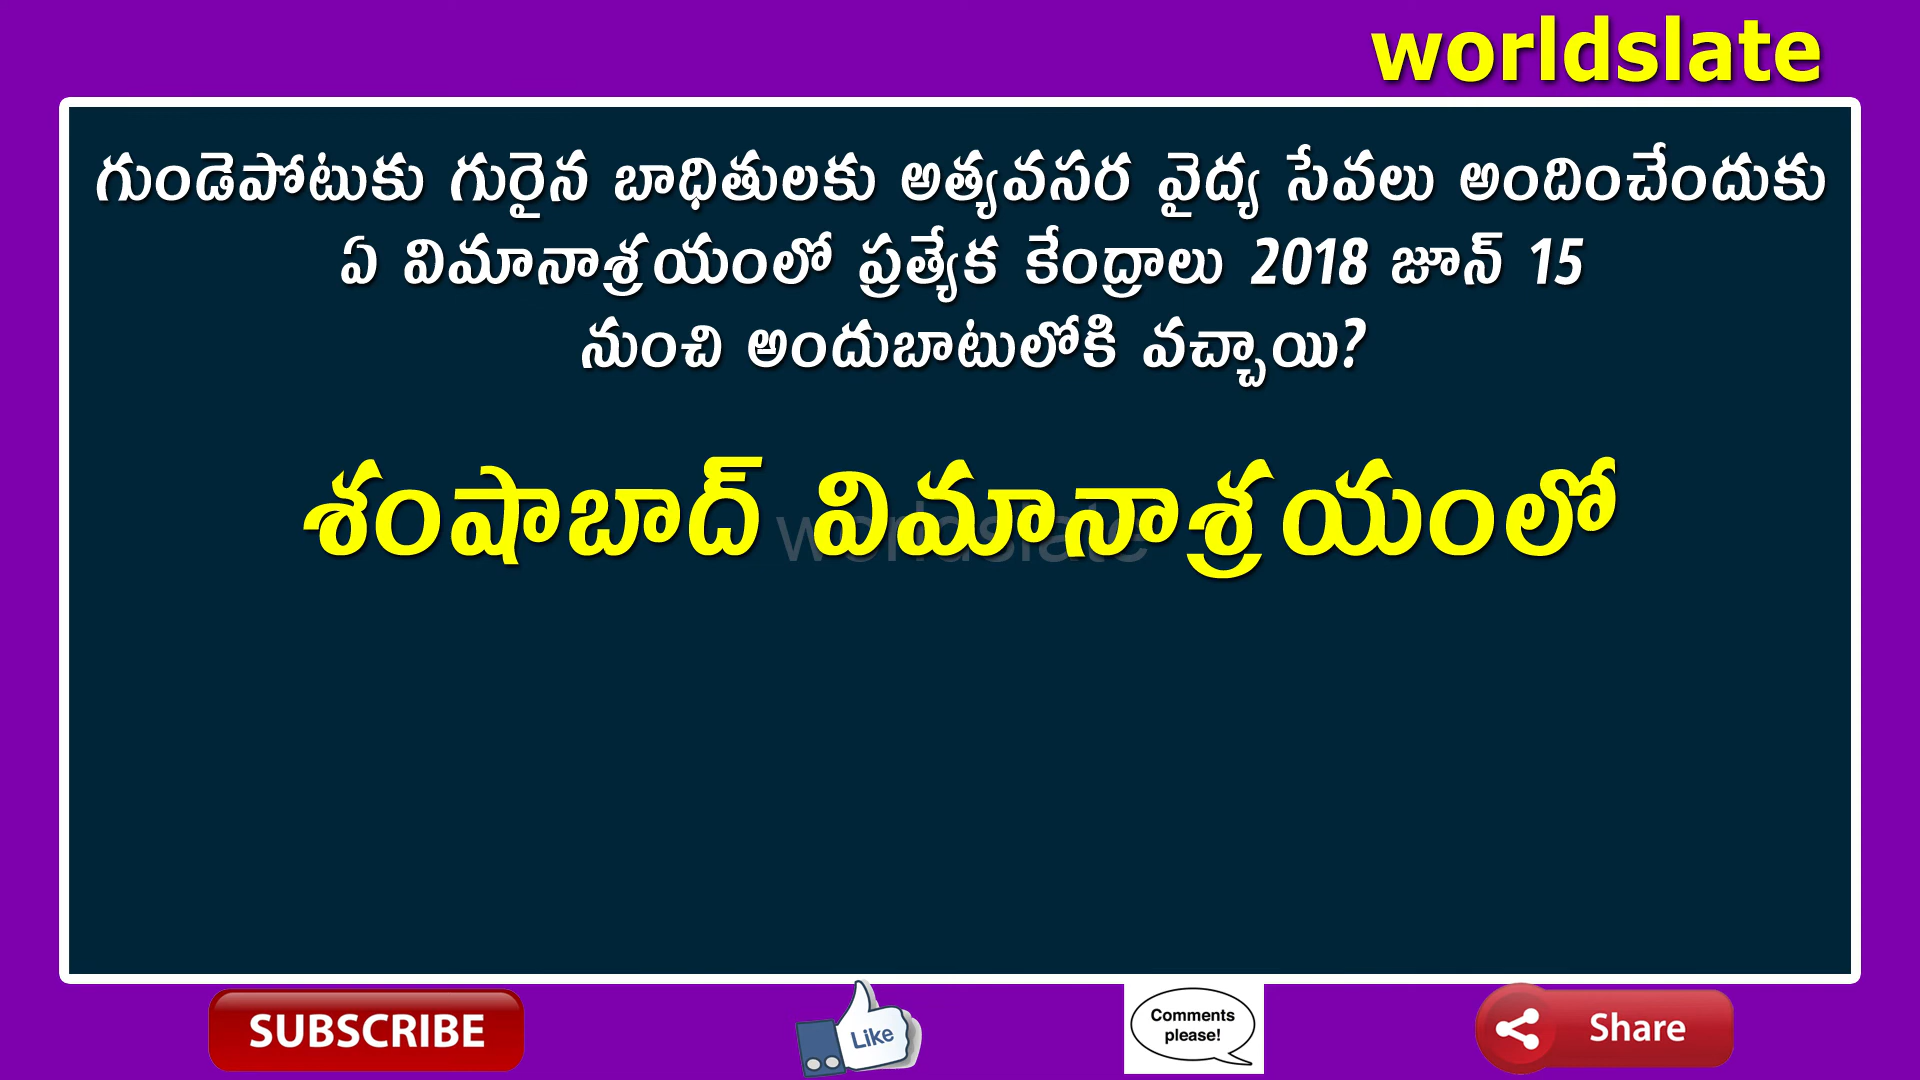 worldslate
గుండెపోటుకు గురైన బాధితులకు అత్యవసర వైద్య సేవలు అందించేందుకు
ఏ విమానాశ్రయంలో ప్రత్యేక కేంద్రాలు 2018 జూన్ 15
నుంచి అందుబాటులోకి వచ్చాయి?
శంషాబాద్ విమానాశ్రయంలో
worldslate
SUBSCRIBE
Like
Comments
please!
Share